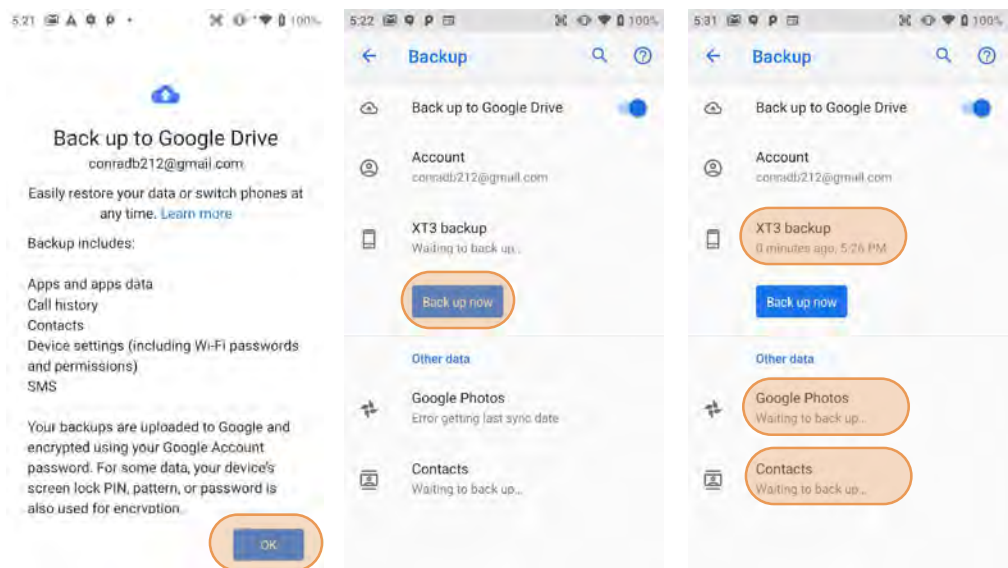 5:21
100%
Back up to Google Drive
conradb212@gmail.com
Easily restore your data or switch phones at
any time. Learn more
Backup includes:
Apps and apps data
Call history
Contacts
Device settings (including Wi-Fi passwords
and permissions)
SMS
Your backups are uploaded to Google and
encrypted using your Google Account
password. For some data, your device's
screen lock PIN, pattern, or password is
also used for encryption.
OK
5:22
100%
Backup
Back up to Google Drive
Account
conradb212@gmail.com
XT3 backup
Waiting to back up...
Back up now
Other data
Google Photos
Error getting last sync date
Contacts
Waiting to back up...
5:31
100%
Backup
Back up to Google Drive
Account
conradb212@gmail.com
XT3 backup
0 minutes ago, 5:26 PM
Back up now
Other data
Google Photos
Waiting to back up...
Contacts
Waiting to back up...